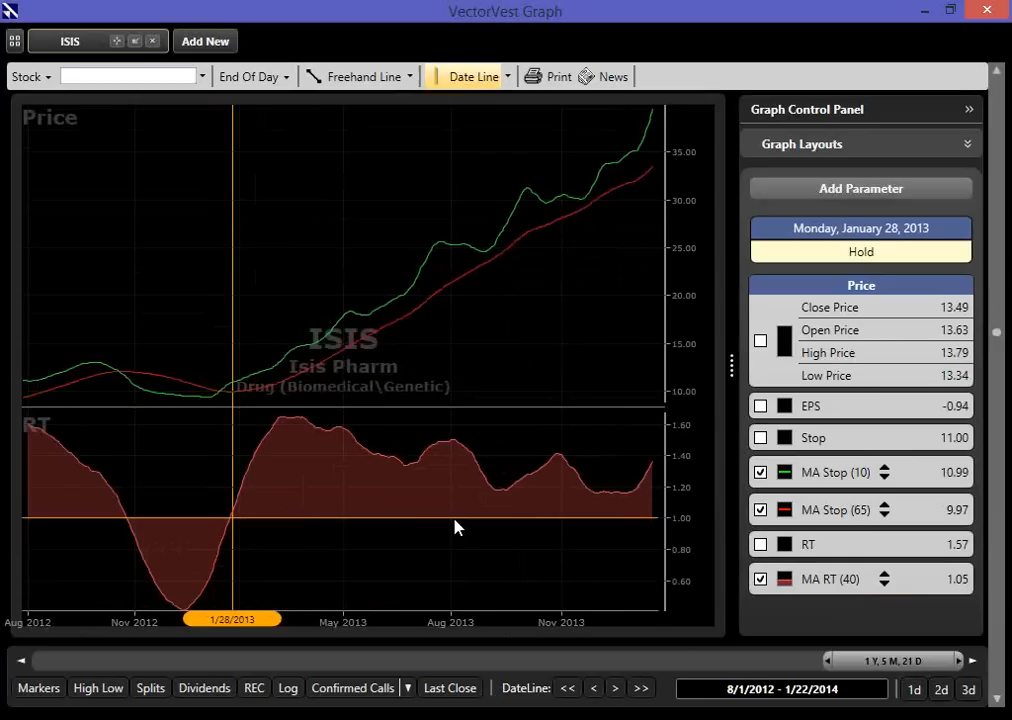 VectorVest Graph
ISIS
Add New
Stock
End Of Day
Freehand Line
Date Line
Print
News
Price
35.00
30.00
25.00
20.00
15.00
10.00
ISIS
Isis Pharm
Drug (Biomedical\Genetic)
RT
1.60
1.40
1.20
1.00
0.80
0.60
Aug 2012
Nov 2012
1/28/2013
May 2013
Aug 2013
Nov 2013
Graph Control Panel
Graph Layouts
Add Parameter
Monday, January 28, 2013
Hold
Price
Close Price 13.49
Open Price 13.63
High Price 13.79
Low Price 13.34
EPS -0.94
Stop 11.00
MA Stop (10) 10.99
MA Stop (65) 9.97
RT 1.57
MA RT (40) 1.05
1 Y, 5 M, 21 D
Markers
High Low
Splits
Dividends
REC
Log
Confirmed Calls
Last Close
DateLine:
<<
<
>
>>
8/1/2012 - 1/22/2014
1d
2d
3d